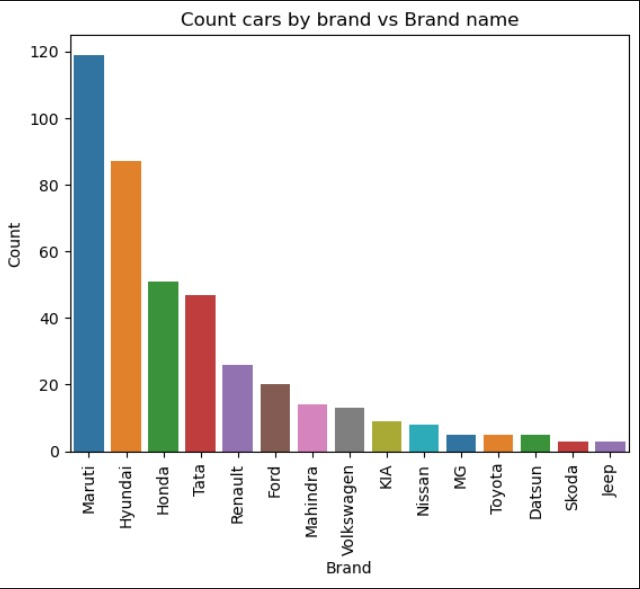 Count cars by brand vs Brand name
Count
120
100
80
60
40
20
0
Maruti
Hyundai
Honda
Tata
Renault
Ford
Mahindra
Volkswagen
KIA
Nissan
MG
Toyota
Datsun
Skoda
Jeep
Brand